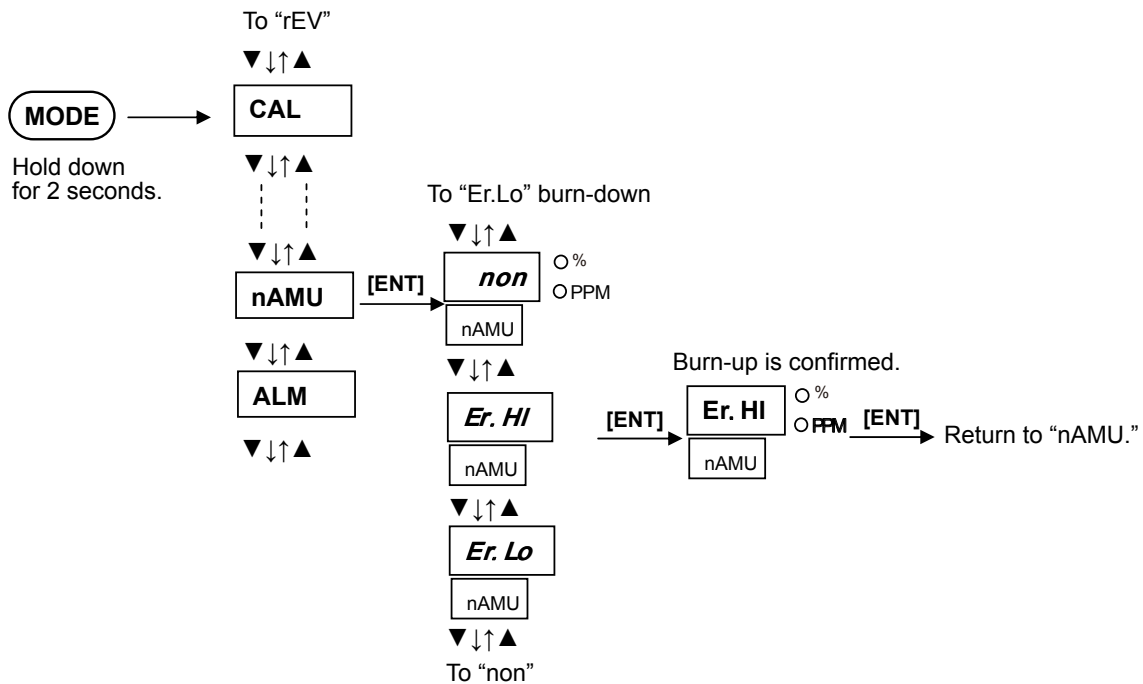 To “rEV”
▼↓↑▲
CAL
MODE
Hold down
for 2 seconds.
▼↓↑▲
▼↓↑▲
nAMU
[ENT]
▼↓↑▲
ALM
▼↓↑▲
To “Er.Lo” burn-down
▼↓↑▲
non
%
PPM
nAMU
▼↓↑▲
Er. HI
nAMU
▼↓↑▲
Er. Lo
nAMU
▼↓↑▲
To “non”
[ENT]
Burn-up is confirmed.
Er. HI
%
PPM
nAMU
[ENT]
Return to “nAMU.”